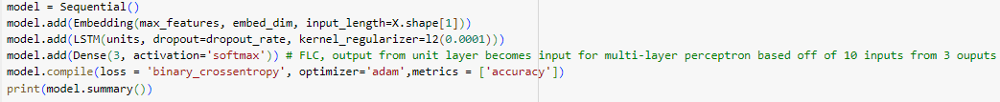 model = Sequential()
model.add(Embedding(max_features, embed_dim, input_length=X.shape[1]))
model.add(LSTM(units, dropout=dropout_rate, kernel_regularizer=l2(0.0001)))
model.add(Dense(3, activation='softmax')) # FLC, output from unit layer becomes input for multi-layer perceptron based off of 10 inputs from 3 ouputs
model.compile(loss = 'binary_crossentropy', optimizer='adam',metrics = ['accuracy'])
print(model.summary())